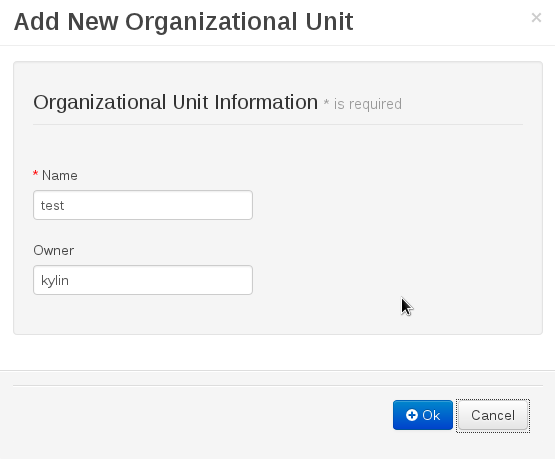 Add New Organizational Unit ×
Organizational Unit Information * is required
* Name
test
Owner
kylin
Ok Cancel